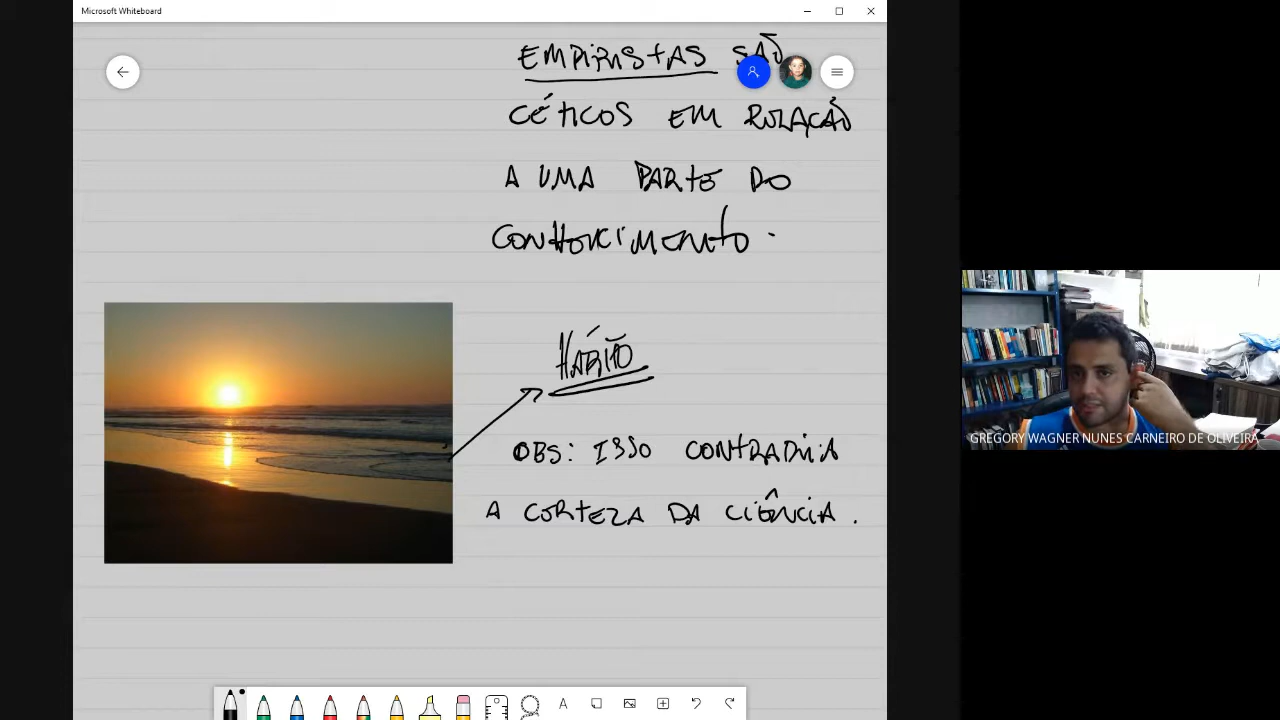 Microsoft Whiteboard
EMPIRISTAS SÃO
CÉTICOS EM RELAÇÃO
A UMA PARTE DO
CONHECIMENTO.
HÁBITO
OBS: ISSO CONTRADIRIA
A CERTEZA DA CIÊNCIA.
GREGORY WAGNER NUNES CARNEIRO DE OLIVEIRA
A